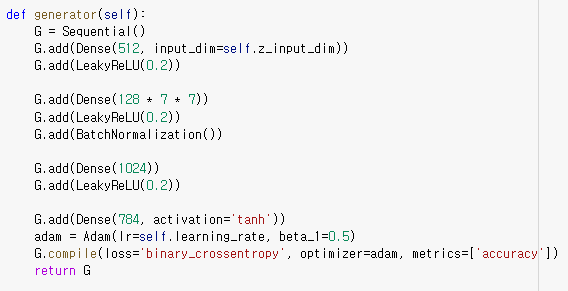 def generator(self):
    G = Sequential()
    G.add(Dense(512, input_dim=self.z_input_dim))
    G.add(LeakyReLU(0.2))

    G.add(Dense(128 * 7 * 7))
    G.add(LeakyReLU(0.2))
    G.add(BatchNormalization())

    G.add(Dense(1024))
    G.add(LeakyReLU(0.2))

    G.add(Dense(784, activation='tanh'))
    adam = Adam(lr=self.learning_rate, beta_1=0.5)
    G.compile(loss='binary_crossentropy', optimizer=adam, metrics=['accuracy'])
    return G